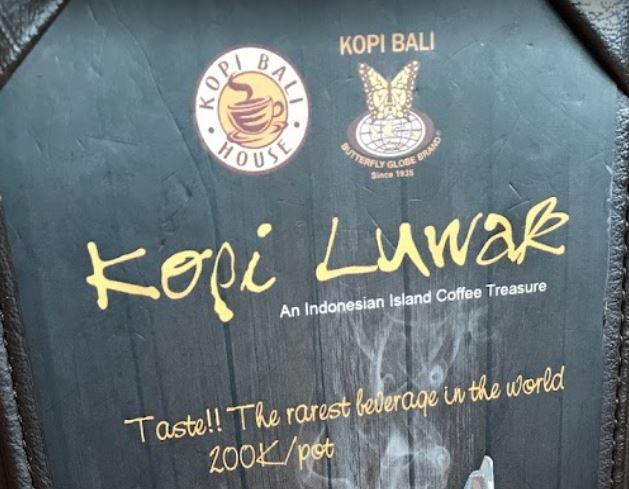 KOPI BALI
HOUSE
KOPI BALI
BUTTERFLY GLOBE BRAND®
Since 1935
Kopi Luwak
An Indonesian Island Coffee Treasure
Taste!! The rarest beverage in the world
200K/pot